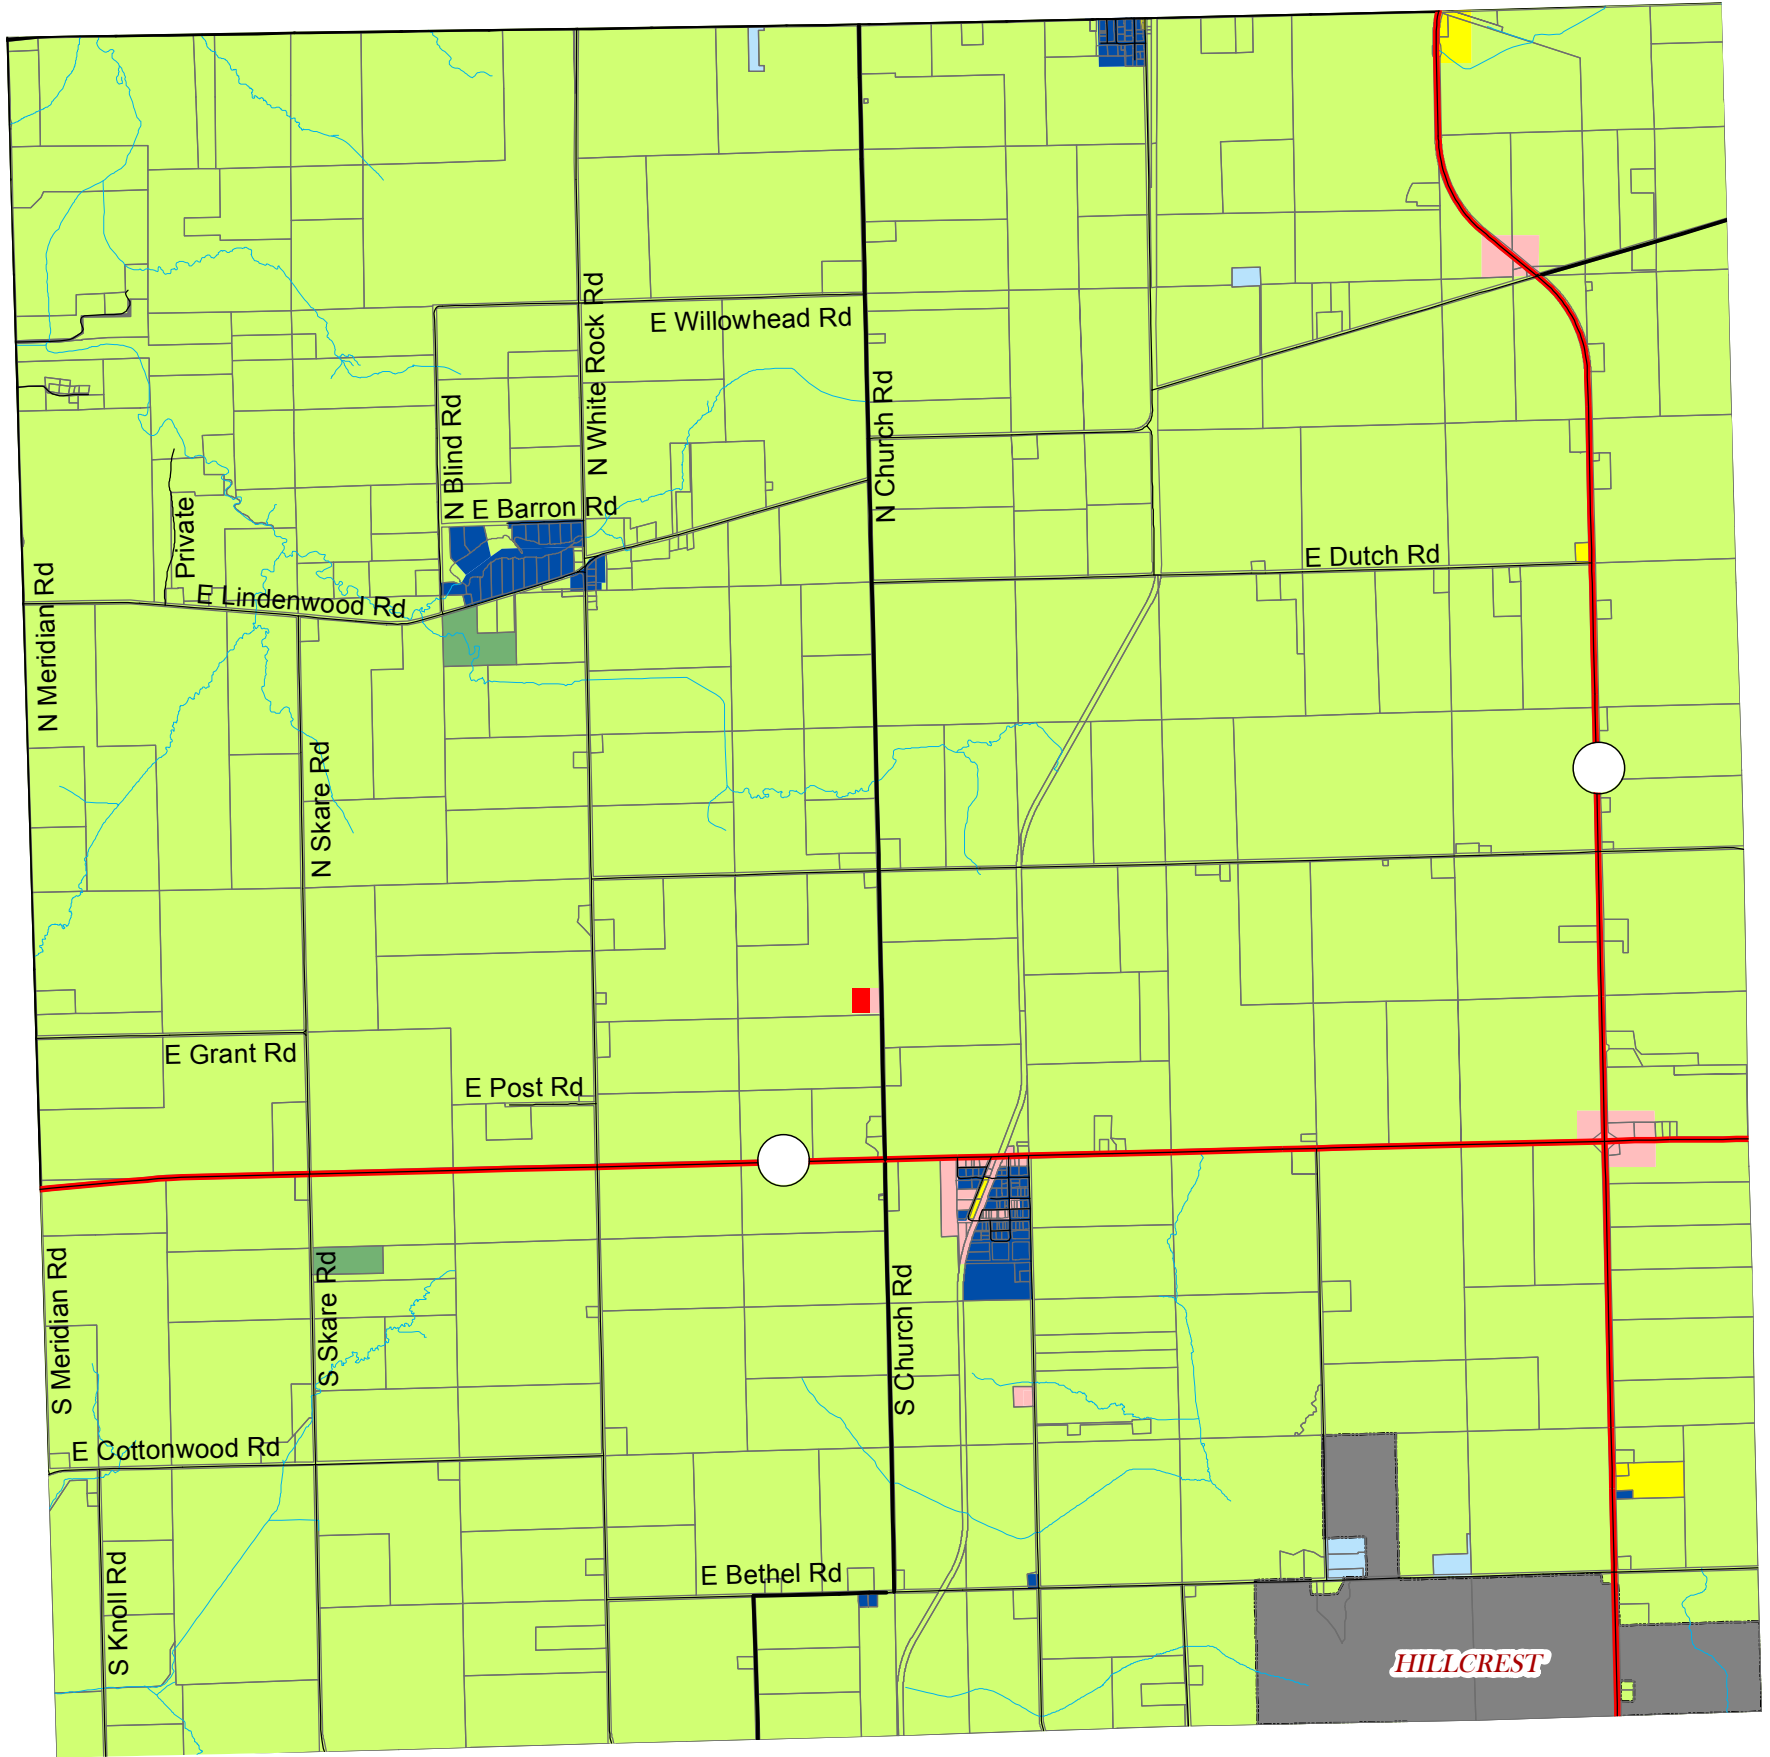 E Willowhead Rd
N White Rock Rd
N Church Rd
N Blind Rd
E Barron Rd
Private
E Dutch Rd
E Lindenwood Rd
N Meridian Rd
N Skare Rd
E Grant Rd
E Post Rd
S Meridian Rd
S Skare Rd
S Church Rd
E Cottonwood Rd
E Bethel Rd
S Knoll Rd
HILLCREST